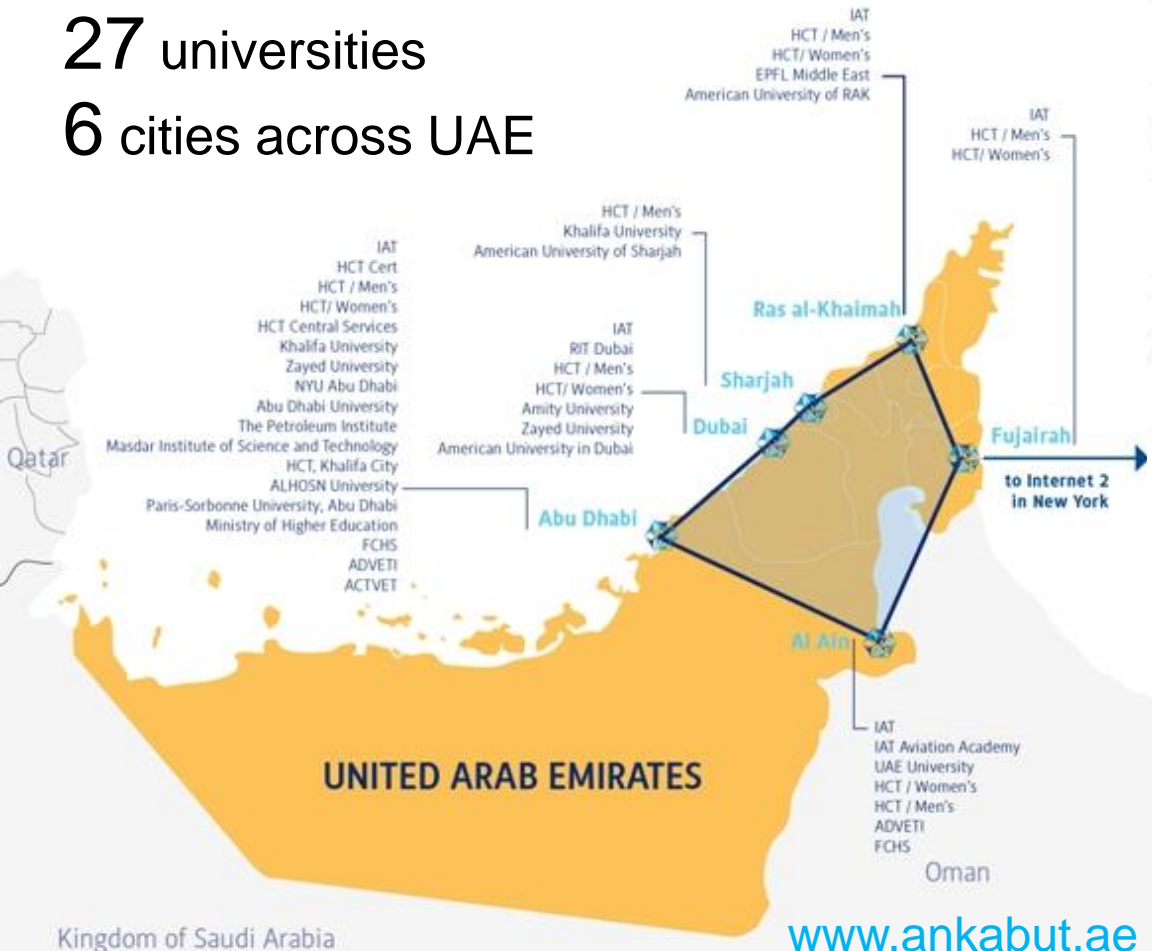 27 universities
6 cities across UAE
IAT
HCT / Men's
HCT/ Women's
EPFL Middle East
American University of RAK
IAT
HCT / Men's
HCT/ Women's
HCT / Men's
Khalifa University
American University of Sharjah
IAT
HCT Cert
HCT / Men's
HCT/ Women's
HCT Central Services
Khalifa University
Zayed University
NYU Abu Dhabi
Abu Dhabi University
The Petroleum Institute
Masdar Institute of Science and Technology
HCT, Khalifa City
ALHOSN University
Paris-Sorbonne University, Abu Dhabi
Ministry of Higher Education
FCHS
ADVETI
ACTVET
IAT
RIT Dubai
HCT / Men's
HCT/ Women's
Amity University
Zayed University
American University in Dubai
Ras al-Khaimah
Sharjah
Dubai
Fujairah
Qatar
to Internet 2
in New York
Abu Dhabi
Al Ain
IAT
IAT Aviation Academy
UAE University
HCT / Women's
HCT / Men's
ADVETI
FCHS
UNITED ARAB EMIRATES
Oman
Kingdom of Saudi Arabia
www.ankabut.ae